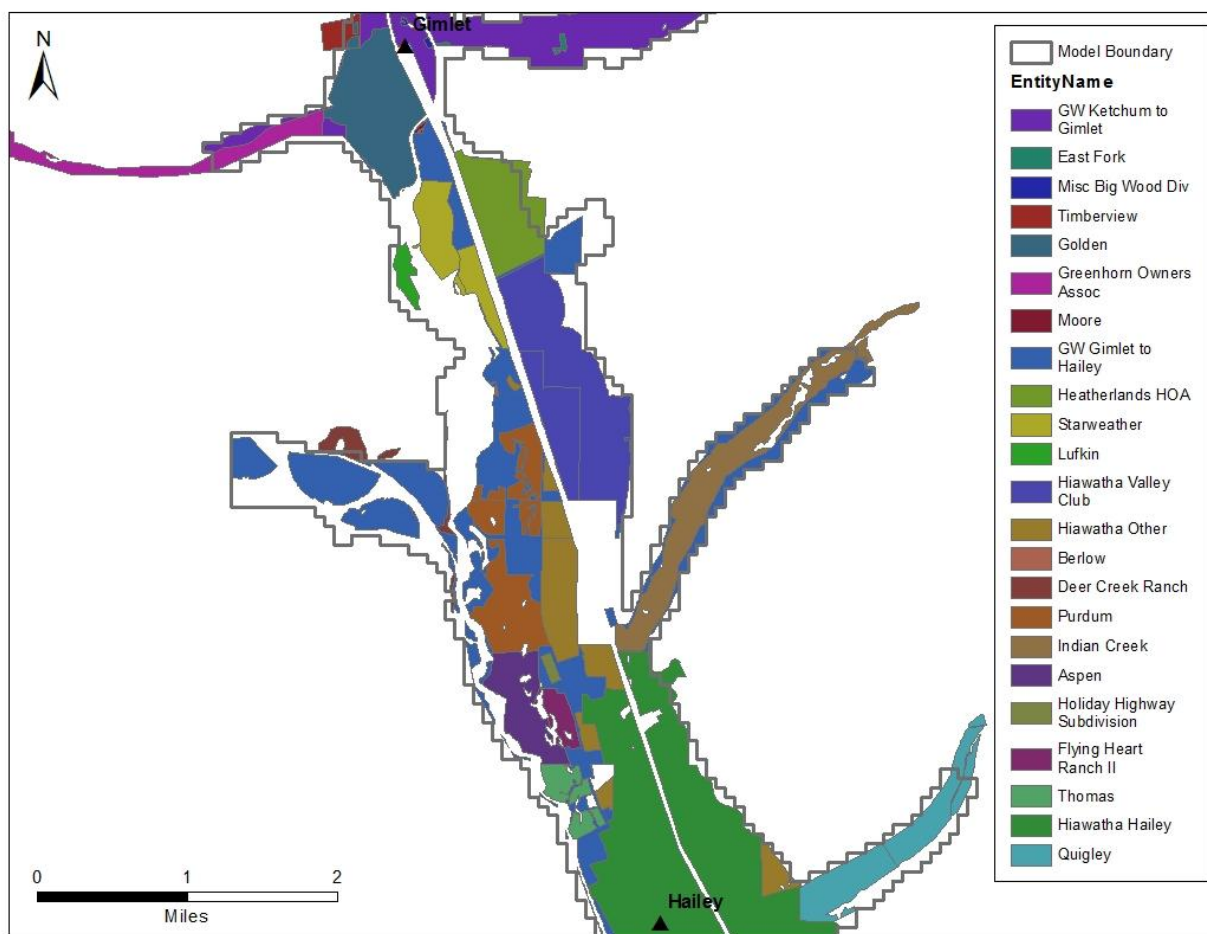 Gimlet
N
Hailey
0 1 2
Miles
Model Boundary
EntityName
GW Ketchum to
Gimlet
East Fork
Misc Big Wood Div
Timberview
Golden
Greenhorn Owners
Assoc
Moore
GW Gimlet to
Hailey
Heatherlands HOA
Starweather
Lufkin
Hiawatha Valley
Club
Hiawatha Other
Berlow
Deer Creek Ranch
Purdum
Indian Creek
Aspen
Holiday Highway
Subdivision
Flying Heart
Ranch II
Thomas
Hiawatha Hailey
Quigley